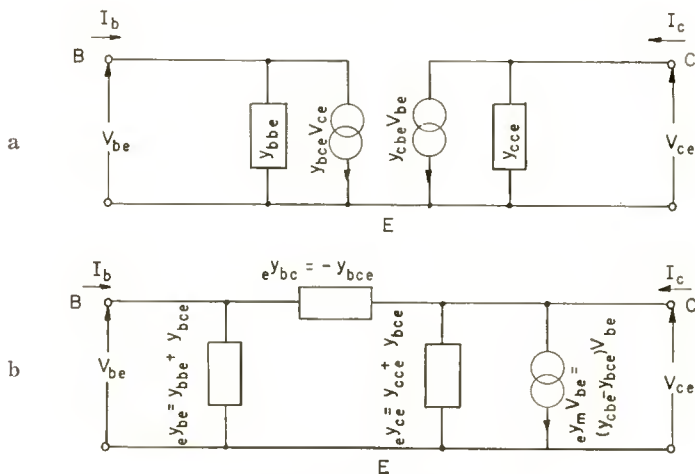 I_b
I_c
B
C
a
V_be
y_bbe
y_bce V_ce
y_cbe V_be
y_cce
V_ce
E
I_b
I_c
_e y_bc = - y_bce
B
C
b
V_be
_e y_be = y_bbe + y_bce
_e y_ce = y_cce + y_bce
_e y_m V_be =
(y_cbe - y_bce) V_be
V_ce
E